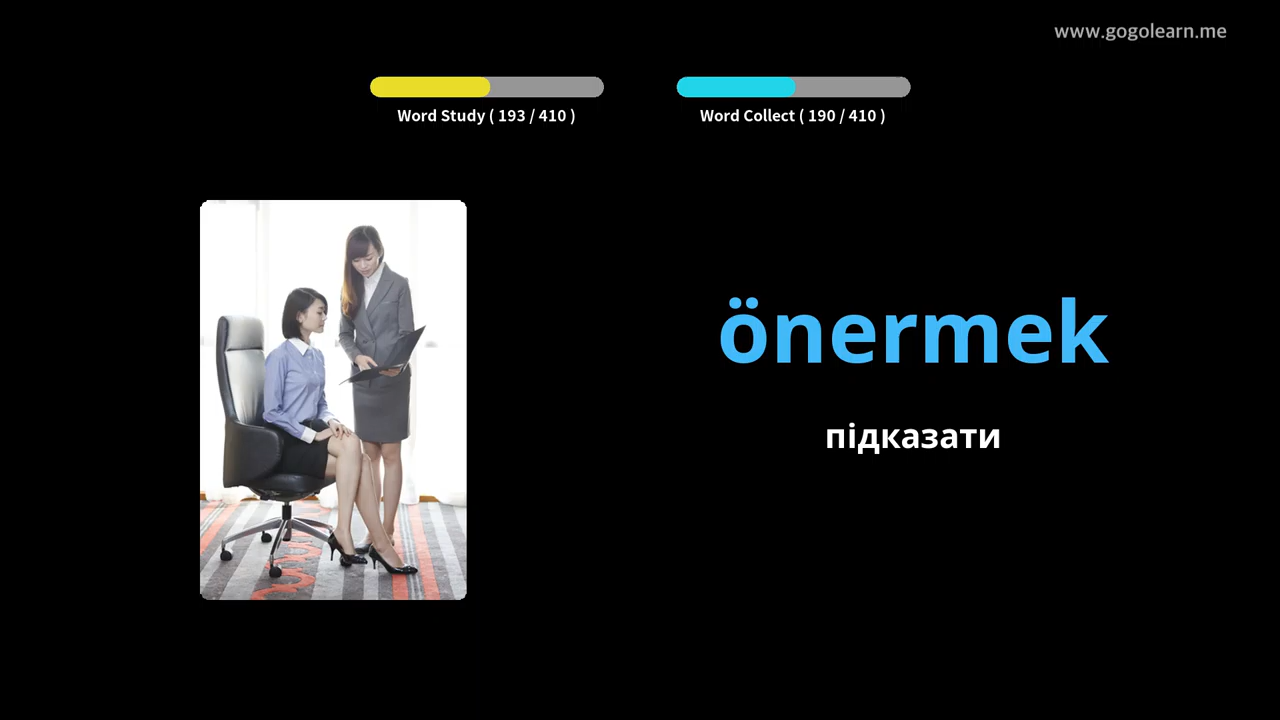 www.gogolearn.me
Word Study ( 193 / 410 )
Word Collect ( 190 / 410 )
önermek
підказати